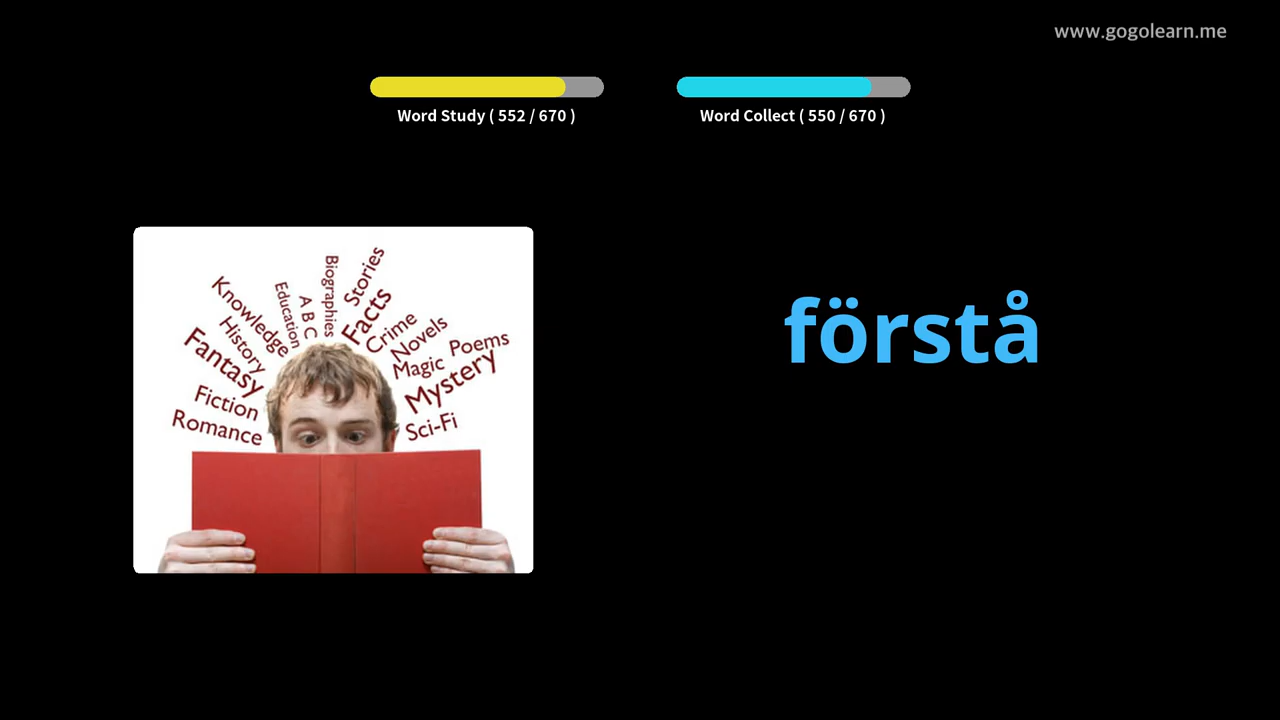 www.gogolearn.me
Word Study ( 552 / 670 )
Word Collect ( 550 / 670 )
Stories
Biographies
Facts
A B C
Education
Knowledge
Crime
History
Novels
Poems
Fantasy
Magic
Mystery
Fiction
Romance
Sci-Fi
förstå